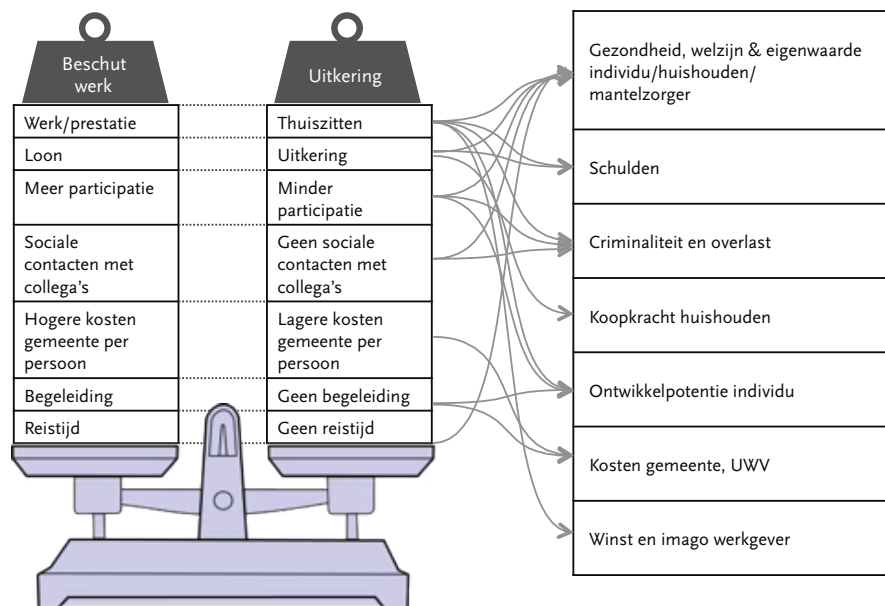 Beschut
werk
Uitkering
Werk/prestatie
Loon
Meer participatie
Sociale
contacten met
collega's
Hogere kosten
gemeente per
persoon
Begeleiding
Reistijd
Thuiszitten
Uitkering
Minder
participatie
Geen sociale
contacten met
collega's
Lagere kosten
gemeente per
persoon
Geen begeleiding
Geen reistijd
Gezondheid, welzijn & eigenwaarde
individu/huishouden/
mantelzorger
Schulden
Criminaliteit en overlast
Koopkracht huishouden
Ontwikkelpotentie individu
Kosten gemeente, UWV
Winst en imago werkgever